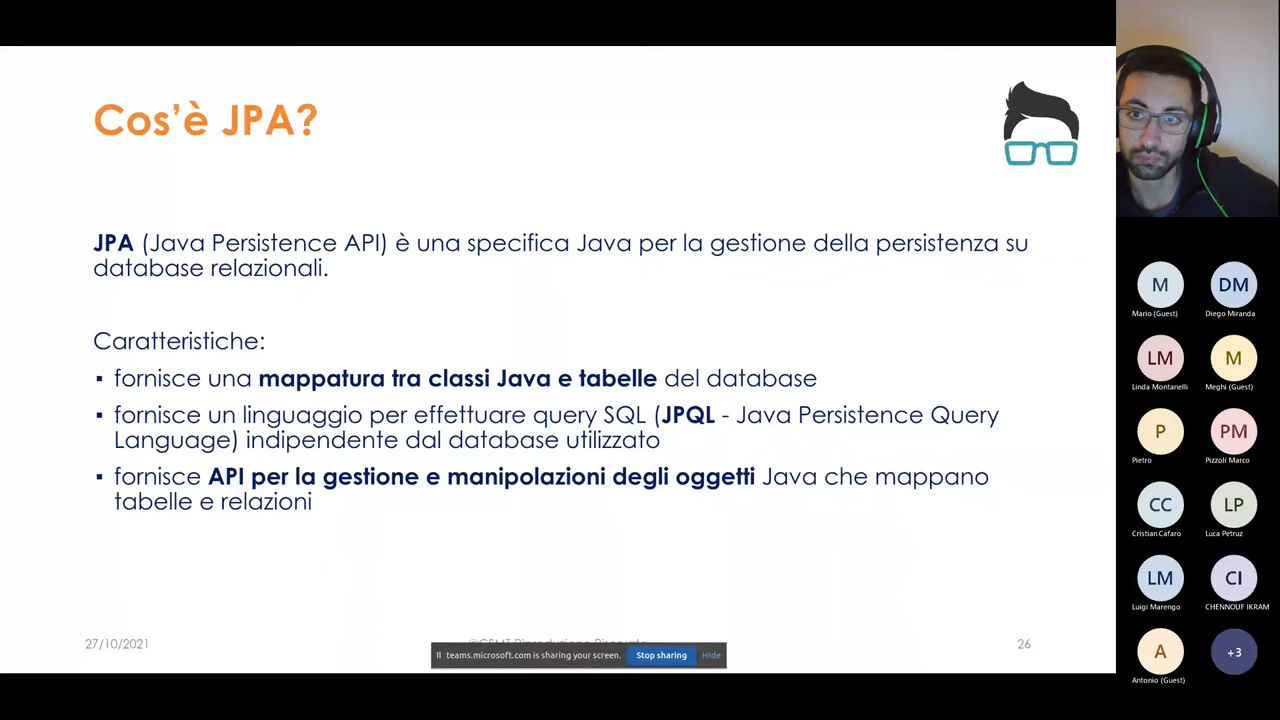 Cos'è JPA?
JPA (Java Persistence API) è una specifica Java per la gestione della persistenza su
database relazionali.
Caratteristiche:
▪ fornisce una mappatura tra classi Java e tabelle del database
▪ fornisce un linguaggio per effettuare query SQL (JPQL - Java Persistence Query
Language) indipendente dal database utilizzato
▪ fornisce API per la gestione e manipolazioni degli oggetti Java che mappano
tabelle e relazioni
27/10/2021
26
teams.microsoft.com is sharing your screen. Stop sharing Hide
M DM
Mario (Guest) Diego Miranda
LM M
Linda Montanelli Meghi (Guest)
P PM
Pietro Pizzoli Marco
CC LP
Cristian Cafaro Luca Petruz
LM CI
Luigi Marengo CHENNOUF IKRAM
A +3
Antonio (Guest)